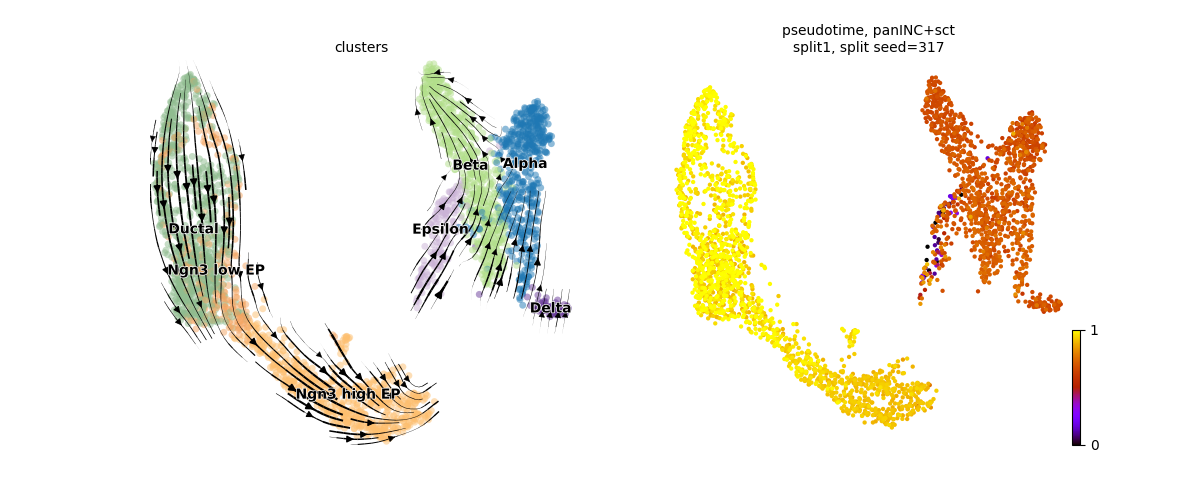 clusters
Beta
Alpha
Ductal
Epsilon
Ngn3 low EP
Delta
Ngn3 high EP
pseudotime, panINC+sct
split1, split seed=317
1
0